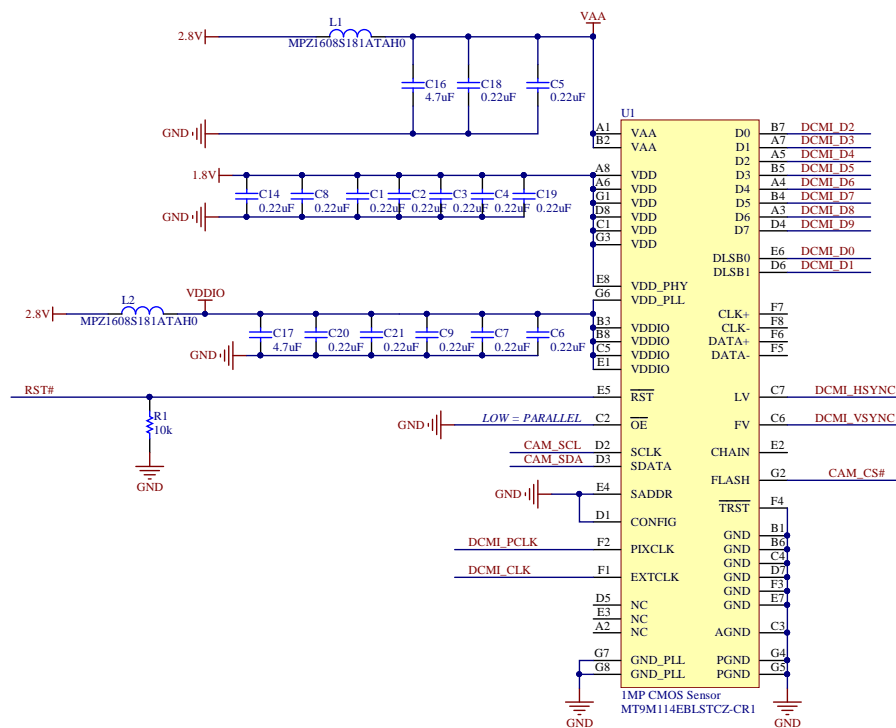 VAA
L1
2.8V
MPZ1608S181ATAH0
C16
4.7uF
C18
0.22uF
C5
0.22uF
GND
U1
A1 VAA
B2 VAA
D0 B7 DCMI_D2
D1 A7 DCMI_D3
D2 A5 DCMI_D4
D3 B5 DCMI_D5
D4 A4 DCMI_D6
D5 B4 DCMI_D7
D6 A3 DCMI_D8
D7 D4 DCMI_D9
1.8V
C14
0.22uF
C8
0.22uF
C1
0.22uF
C2
0.22uF
C3
0.22uF
C4
0.22uF
C19
0.22uF
GND
A8 VDD
A6 VDD
G1 VDD
D8 VDD
C1 VDD
G3 VDD
DLSB0 E6 DCMI_D0
DLSB1 D6 DCMI_D1
E8 VDD_PHY
G6 VDD_PLL
L2
VDDIO
2.8V
MPZ1608S181ATAH0
C17
4.7uF
C20
0.22uF
C21
0.22uF
C9
0.22uF
C7
0.22uF
C6
0.22uF
GND
B3 VDDIO
B8 VDDIO
C5 VDDIO
E1 VDDIO
CLK+ F7
CLK- F8
DATA+ F6
DATA- F5
RST#
R1
10k
GND
E5 RST
LV C7 DCMI_HSYNC
GND
LOW = PARALLEL
C2 OE
FV C6 DCMI_VSYNC
CAM_SCL D2 SCLK
CAM_SDA D3 SDATA
CHAIN E2
FLASH G2 CAM_CS#
GND
E4 SADDR
D1 CONFIG
TRST F4
DCMI_PCLK F2 PIXCLK
DCMI_CLK F1 EXTCLK
GND B1
GND B6
GND C4
GND D7
GND F3
GND E7
D5 NC
E3 NC
A2 NC
AGND C3
G7 GND_PLL
G8 GND_PLL
PGND G4
PGND G5
GND
GND
1MP CMOS Sensor
MT9M114EBLSTCZ-CR1